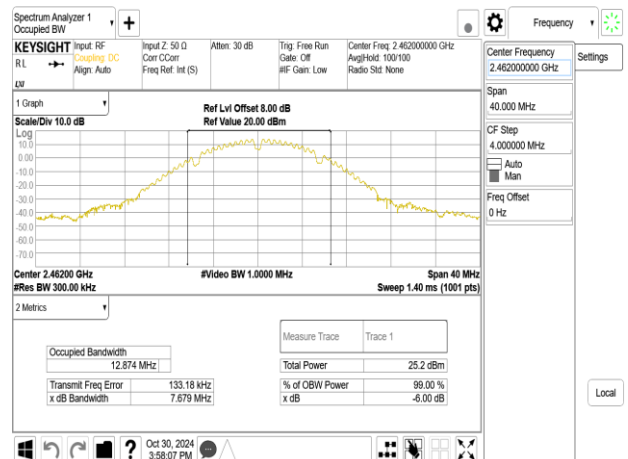 Spectrum Analyzer 1
Occupied BW
KEYSIGHT
RL
Input: RF
Coupling: DC
Align: Auto
Input Z: 50 Ω
Corr CCorr
Freq Ref: Int (S)
Atten: 30 dB
Trig: Free Run
Gate: Off
#IF Gain: Low
Center Freq: 2.462000000 GHz
Avg|Hold: 100/100
Radio Std: None
1 Graph
Scale/Div 10.0 dB
Ref Lvl Offset 8.00 dB
Ref Value 20.00 dBm
Log
10.0
0.00
-10.0
-20.0
-30.0
-40.0
-50.0
-60.0
-70.0
Center 2.46200 GHz
#Res BW 300.00 kHz
#Video BW 1.0000 MHz
Span 40 MHz
Sweep 1.40 ms (1001 pts)
2 Metrics
Occupied Bandwidth
12.874 MHz
Transmit Freq Error 133.18 kHz
x dB Bandwidth 7.679 MHz
Measure Trace Trace 1
Total Power 25.2 dBm
% of OBW Power 99.00 %
x dB -6.00 dB
Frequency
Settings
Center Frequency
2.462000000 GHz
Span
40.000 MHz
CF Step
4.000000 MHz
Auto
Man
Freq Offset
0 Hz
Local
?
Oct 30, 2024
3:58:07 PM